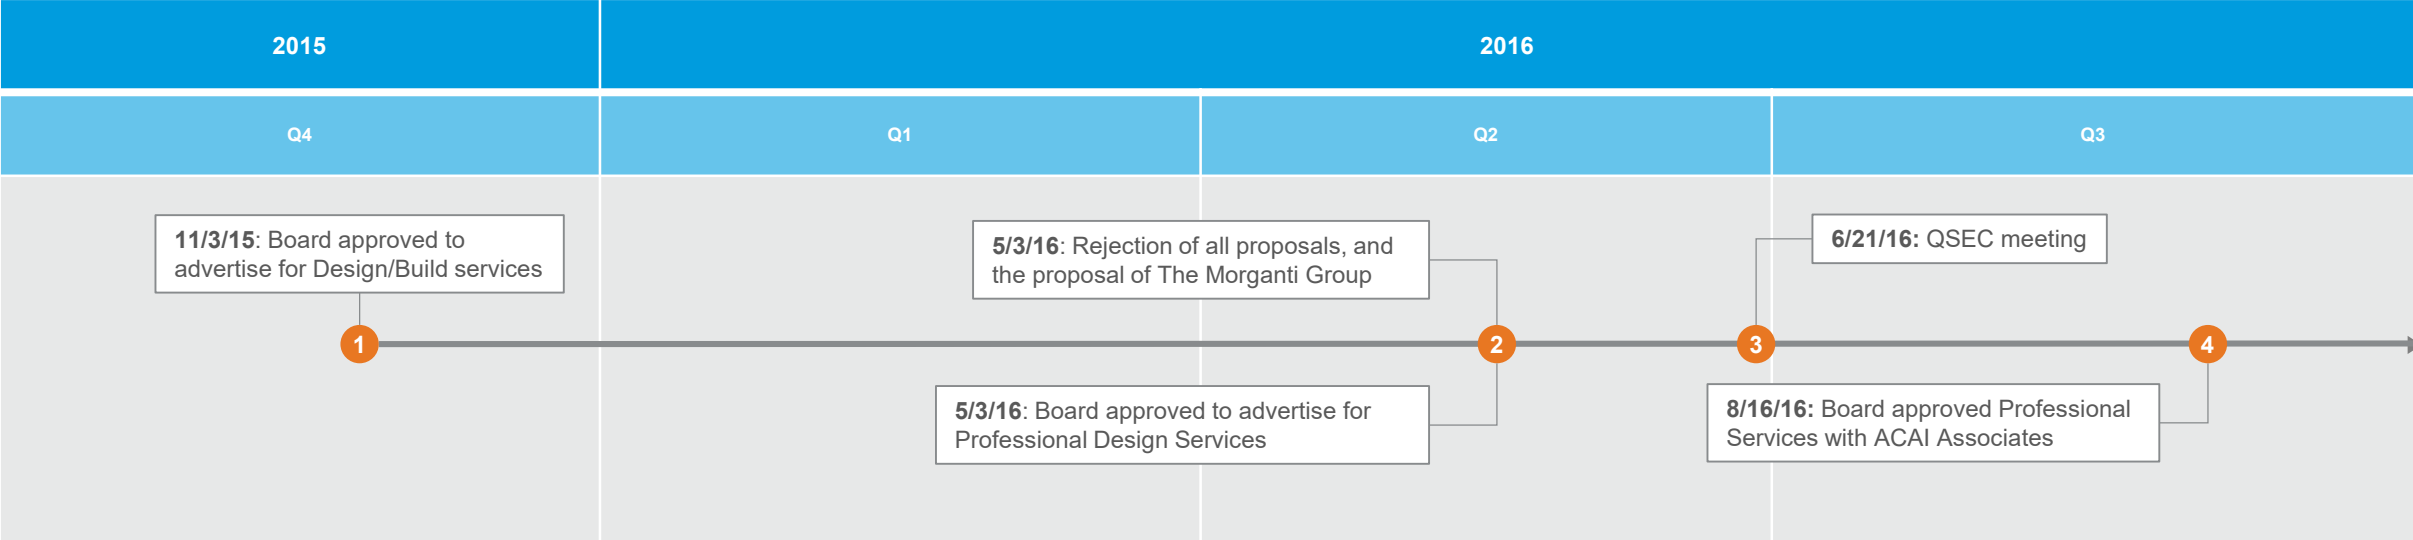 2015
2016
Q4
Q1
Q2
Q3
11/3/15: Board approved to
advertise for Design/Build services
5/3/16: Rejection of all proposals, and
the proposal of The Morganti Group
6/21/16: QSEC meeting
1
2
3
4
5/3/16: Board approved to advertise for
Professional Design Services
8/16/16: Board approved Professional
Services with ACAI Associates